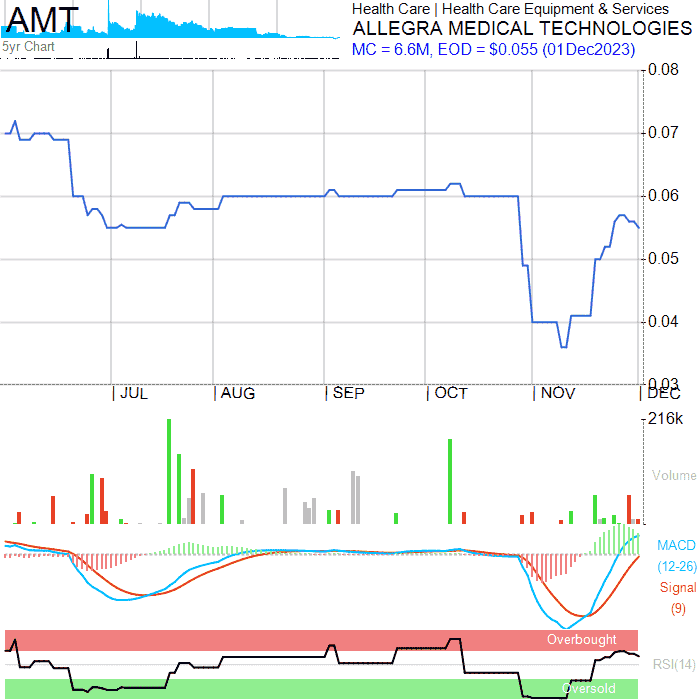 AMT
5yr Chart
Health Care | Health Care Equipment & Services
ALLEGRA MEDICAL TECHNOLOGIES
MC = 6.6M, EOD = $0.055 (01Dec2023)
0.08
0.07
0.06
0.05
0.04
0.03
JUL AUG SEP OCT NOV DEC
216k
Volume
MACD
(12-26)
Signal
(9)
Overbought
RSI(14)
Oversold